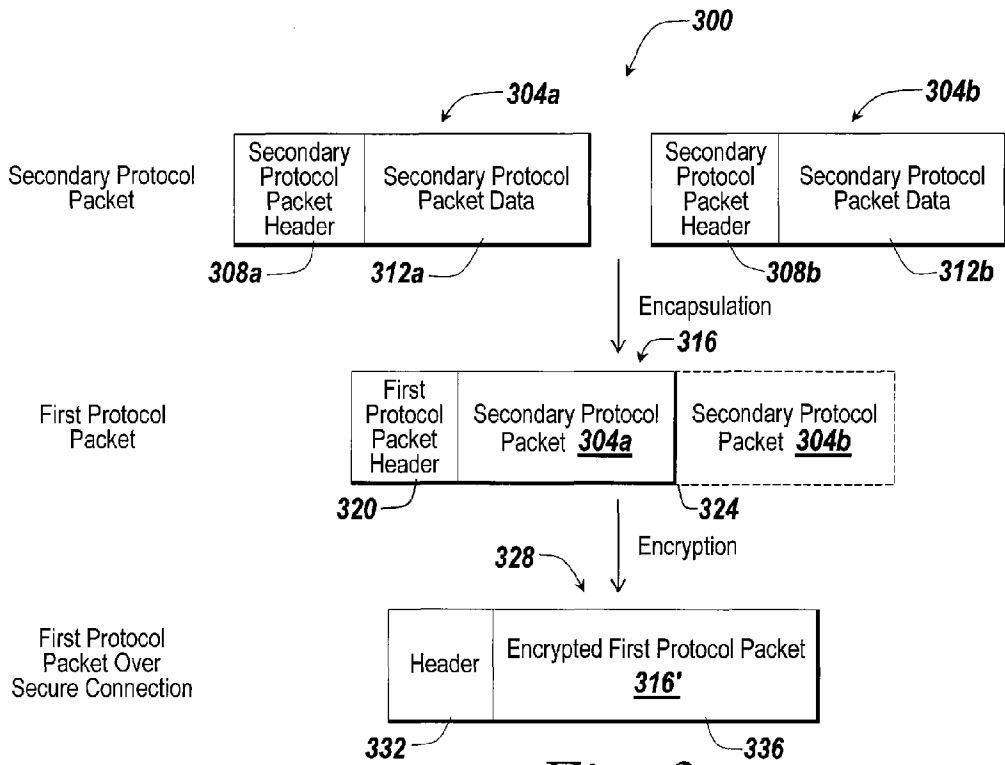 300
304a
304b
Secondary Protocol
Packet
Secondary
Protocol
Packet
Header
Secondary Protocol
Packet Data
Secondary
Protocol
Packet
Header
Secondary Protocol
Packet Data
308a
312a
308b
312b
Encapsulation
316
First Protocol
Packet
First
Protocol
Packet
Header
Secondary Protocol
Packet 304a
Secondary Protocol
Packet 304b
320
324
Encryption
328
First Protocol
Packet Over
Secure Connection
Header
Encrypted First Protocol Packet
316'
332
336